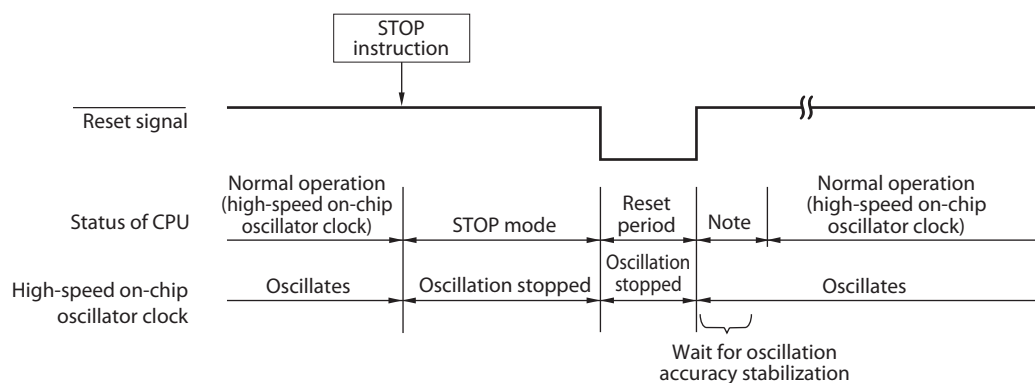 STOP
instruction
Reset signal
Normal operation
(high-speed on-chip
oscillator clock)
Reset
period
Normal operation
(high-speed on-chip
oscillator clock)
Status of CPU
STOP mode
Note
Oscillation
stopped
High-speed on-chip
oscillator clock
Oscillates
Oscillation stopped
Oscillates
Wait for oscillation
accuracy stabilization